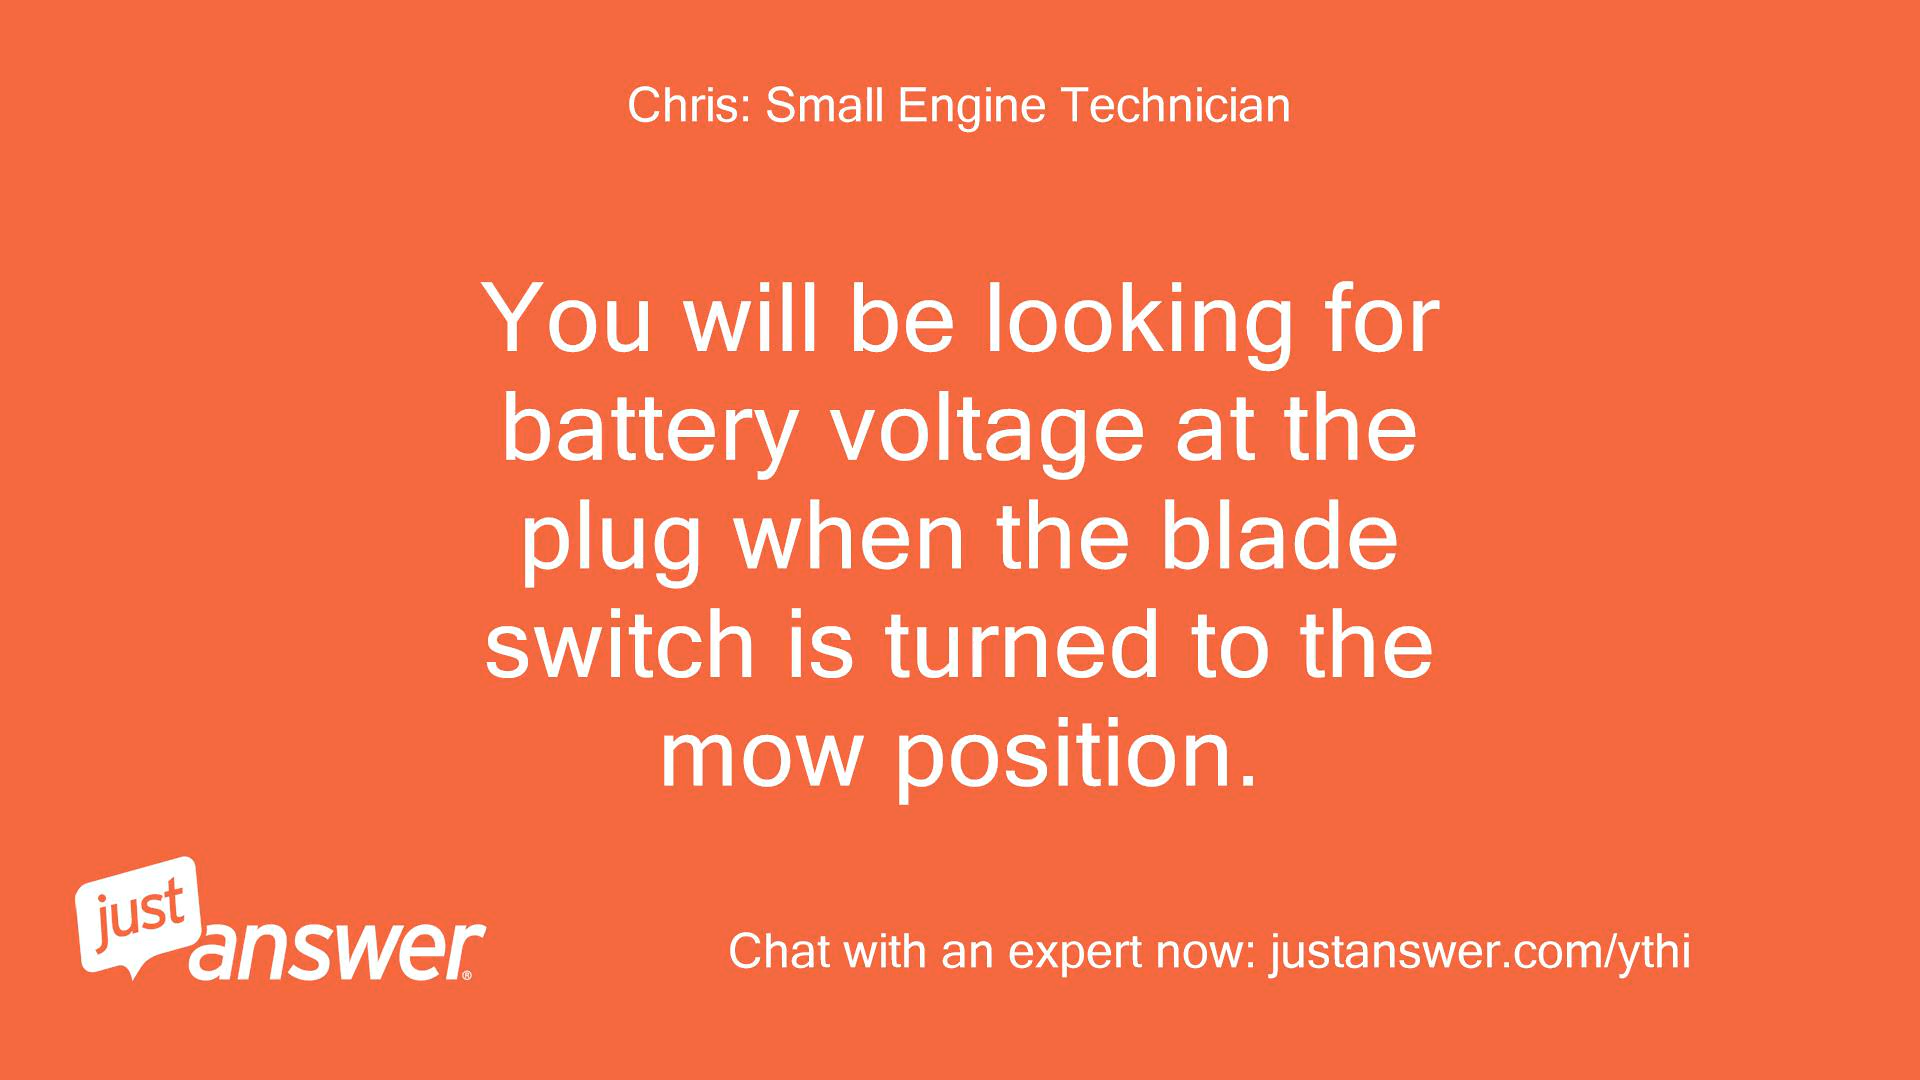 Chris: Small Engine Technician
You will be looking for
battery voltage at the
plug when the blade
switch is turned to the
mow position.
just
answer®
Chat with an expert now: justanswer.com/ythi